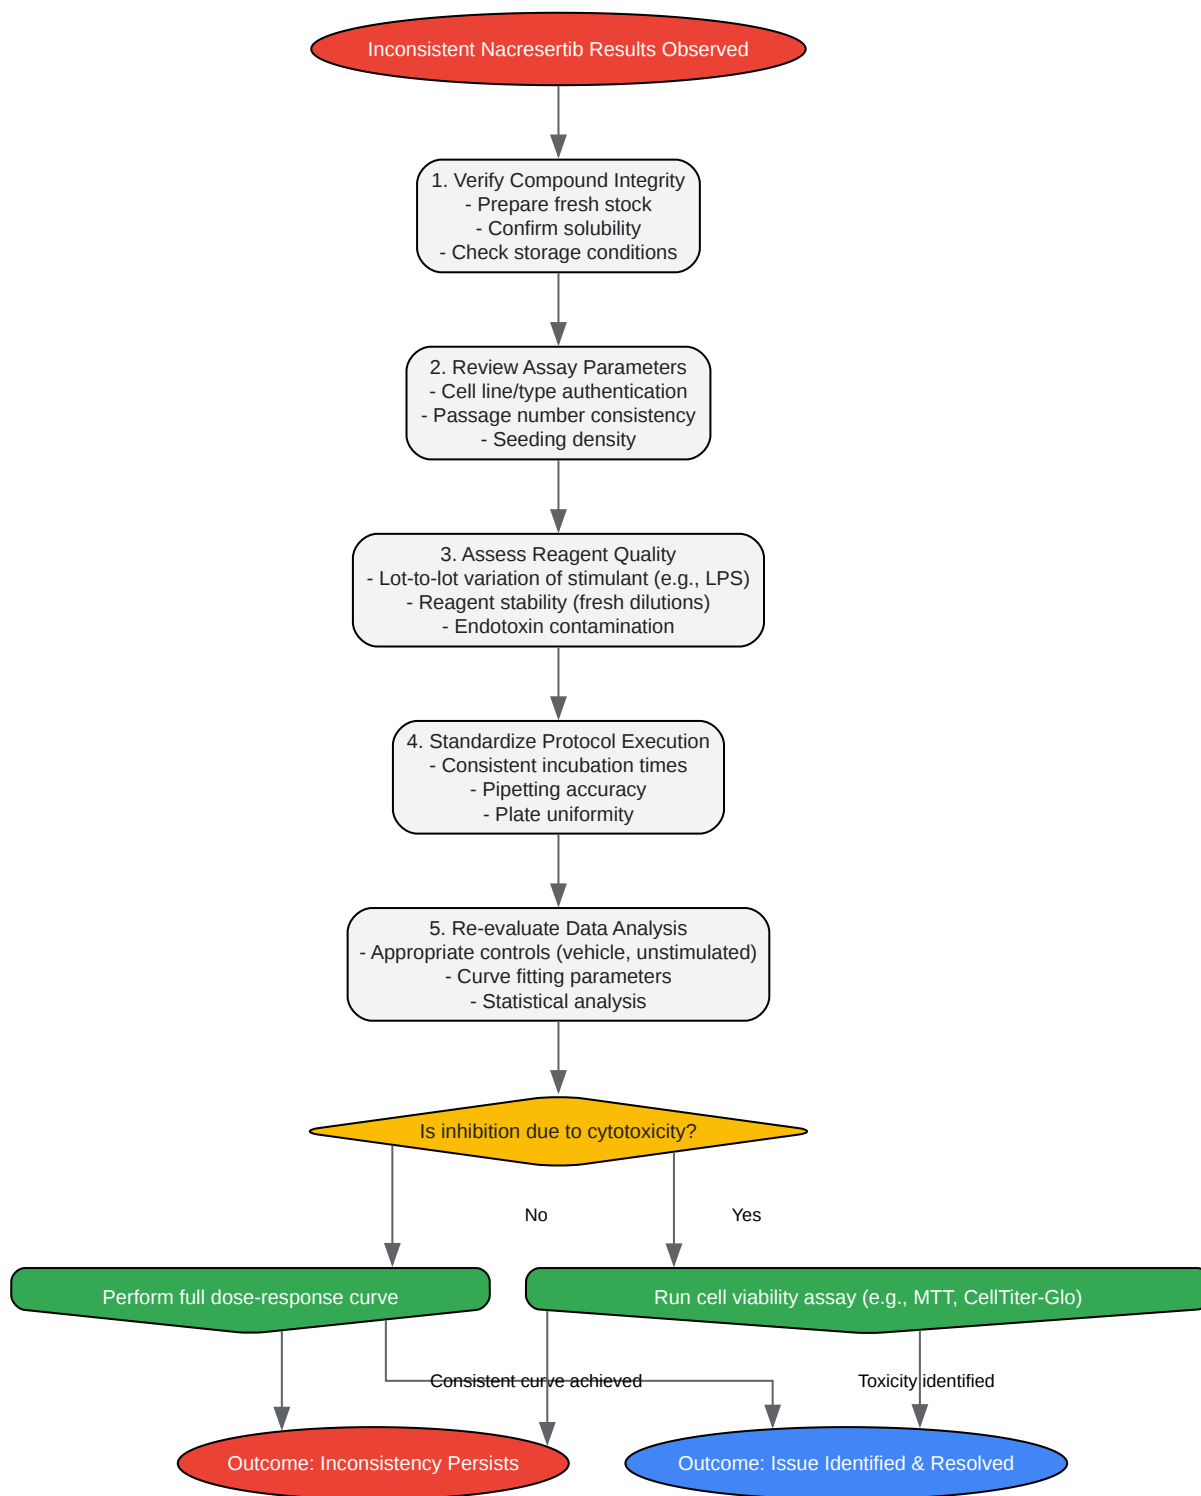 Inconsistent Nacresertib Results Observed
1. Verify Compound Integrity
- Prepare fresh stock
- Confirm solubility
- Check storage conditions
2. Review Assay Parameters
- Cell line/type authentication
- Passage number consistency
- Seeding density
3. Assess Reagent Quality
- Lot-to-lot variation of stimulant (e.g., LPS)
- Reagent stability (fresh dilutions)
- Endotoxin contamination
4. Standardize Protocol Execution
- Consistent incubation times
- Pipetting accuracy
- Plate uniformity
5. Re-evaluate Data Analysis
- Appropriate controls (vehicle, unstimulated)
- Curve fitting parameters
- Statistical analysis
Is inhibition due to cytotoxicity?
No
Yes
Perform full dose-response curve
Run cell viability assay (e.g., MTT, CellTiter-Glo)
Consistent curve achieved
Toxicity identified
Outcome: Inconsistency Persists
Outcome: Issue Identified & Resolved